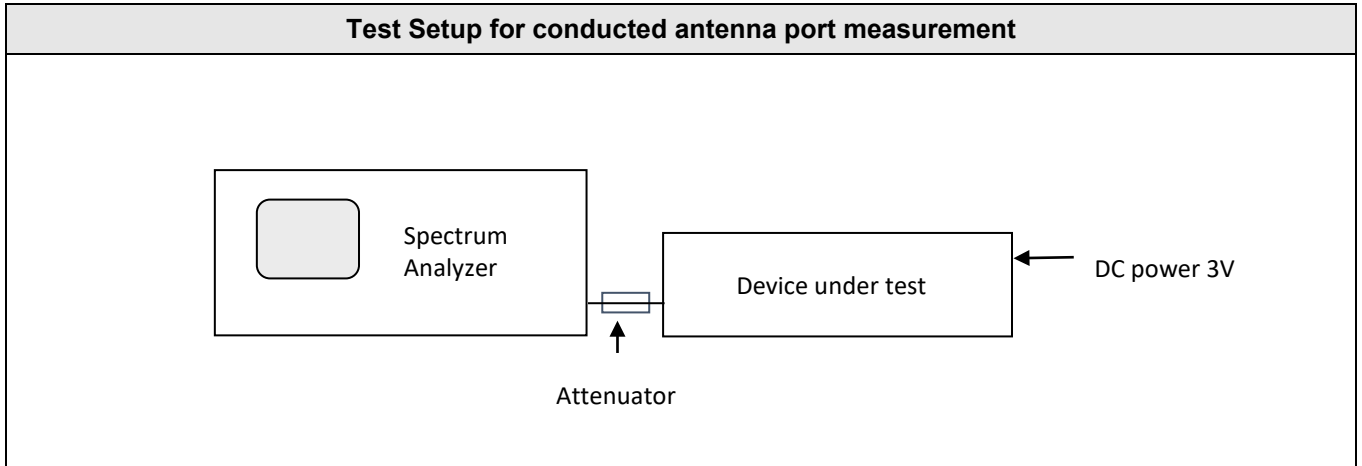 Test Setup for conducted antenna port measurement
Spectrum
Analyzer
Device under test
DC power 3V
Attenuator